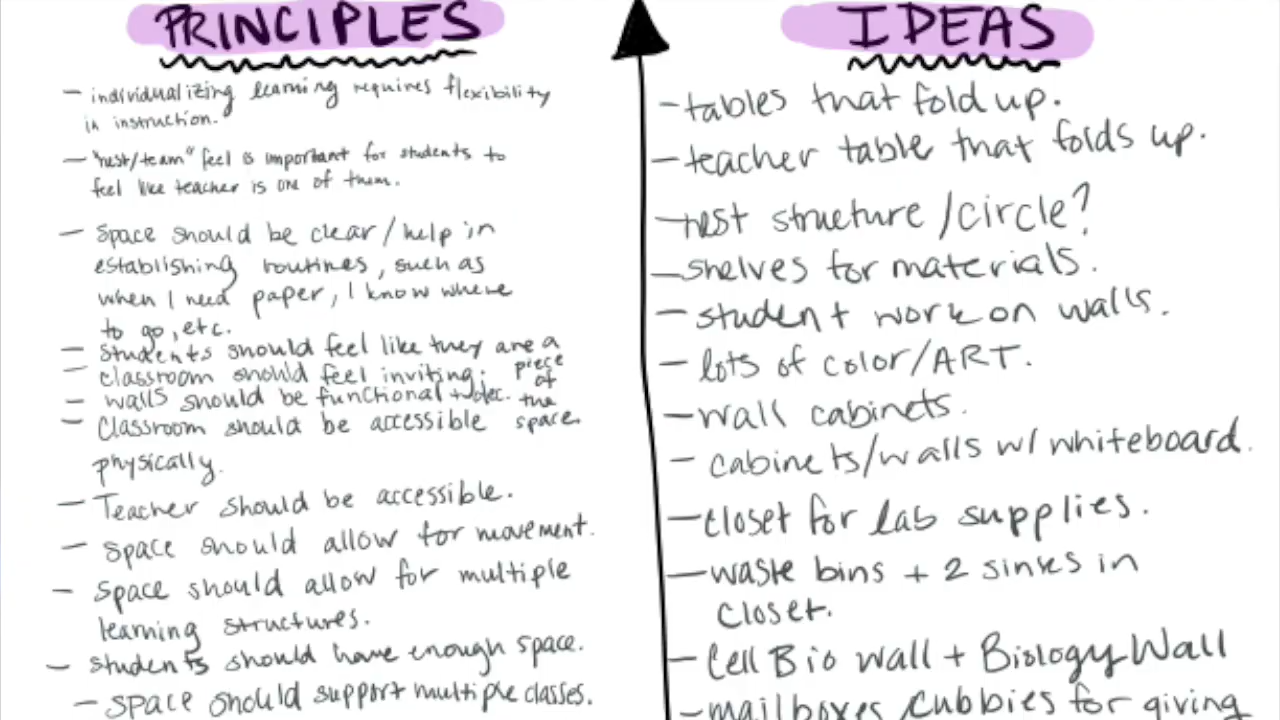 PRINCIPLES
- individualizing learning requires flexibility
in instruction.
- "nest/team" feel is important for students to
feel like teacher is one of them.
- Space should be clear/help in
establishing routines, such as
when I need paper, I know where
to go, etc.
- Students should feel like they are a
piece of the space.
- classroom should feel inviting.
- walls should be functional + dec.
- Classroom should be accessible
physically.
- Teacher should be accessible.
- Space should allow for movement.
- Space should allow for multiple
learning structures.
- Students should have enough space.
- Space should support multiple classes.
IDEAS
- tables that fold up.
- teacher table that folds up.
- nest structure/circle?
- shelves for materials.
- student work on walls.
- lots of color/ART.
- wall cabinets.
- cabinets/walls w/ whiteboard.
- closet for lab supplies.
- waste bins + 2 sinks in
closet.
- Cell Bio wall + Biology Wall
- mailboxes, cubbies for giving